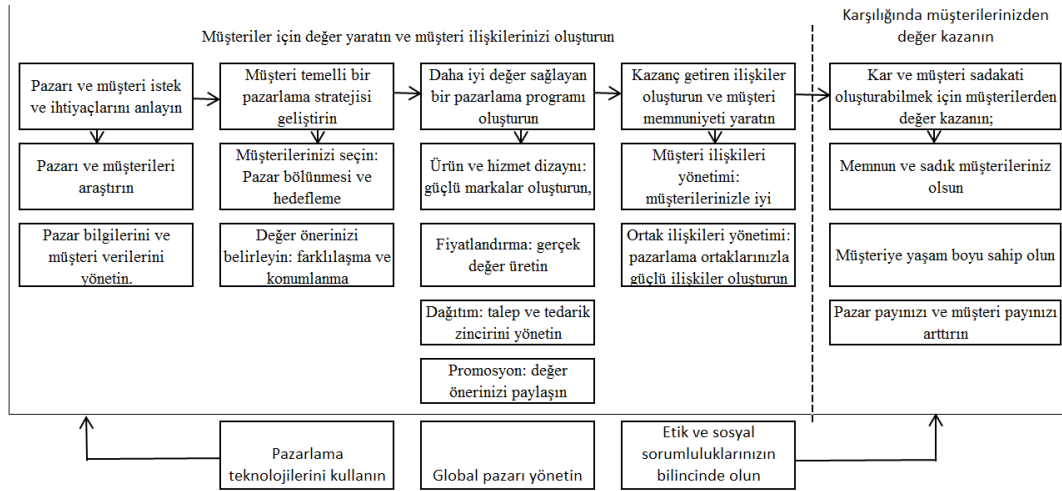 Karşılığında müşterilerinizden
değer kazanın
Müşteriler için değer yaratın ve müşteri ilişkilerinizi oluşturun
Pazarı ve müşteri istek
ve ihtiyaçlarını anlayın
Müşteri temelli bir
pazarlama stratejisi
geliştirin
Daha iyi değer sağlayan
bir pazarlama programı
oluşturun
Kazanç getiren ilişkiler
oluşturun ve müşteri
memnuniyeti yaratın
Kar ve müşteri sadakati
oluşturabilmek için müşterilerden
değer kazanın;
Pazarı ve müşterileri
araştırın
Müşterilerinizi seçin:
Pazar bölünmesi ve
hedefleme
Ürün ve hizmet dizaynı:
güçlü markalar oluşturun,
Müşteri ilişkileri
yönetimi:
müşterilerinizle iyi
Memnun ve sadık müşterileriniz
olsun
Pazar bilgilerini ve
müşteri verilerini
yönetin.
Değer önerinizi
belirleyin: farklılaşma ve
konumlanma
Fiyatlandırma: gerçek
değer üretin
Ortak ilişkileri yönetimi:
pazarlama ortaklarınızla
güçlü ilişkiler oluşturun
Müşteriye yaşam boyu sahip olun
Dağıtım: talep ve tedarik
zincirini yönetin
Pazar payınızı ve müşteri payınızı
arttırın
Promosyon: değer
önerinizi paylaşın
Pazarlama
teknolojilerini kullanın
Global pazarı yönetin
Etik ve sosyal
sorumluluklarınızın
bilincinde olun